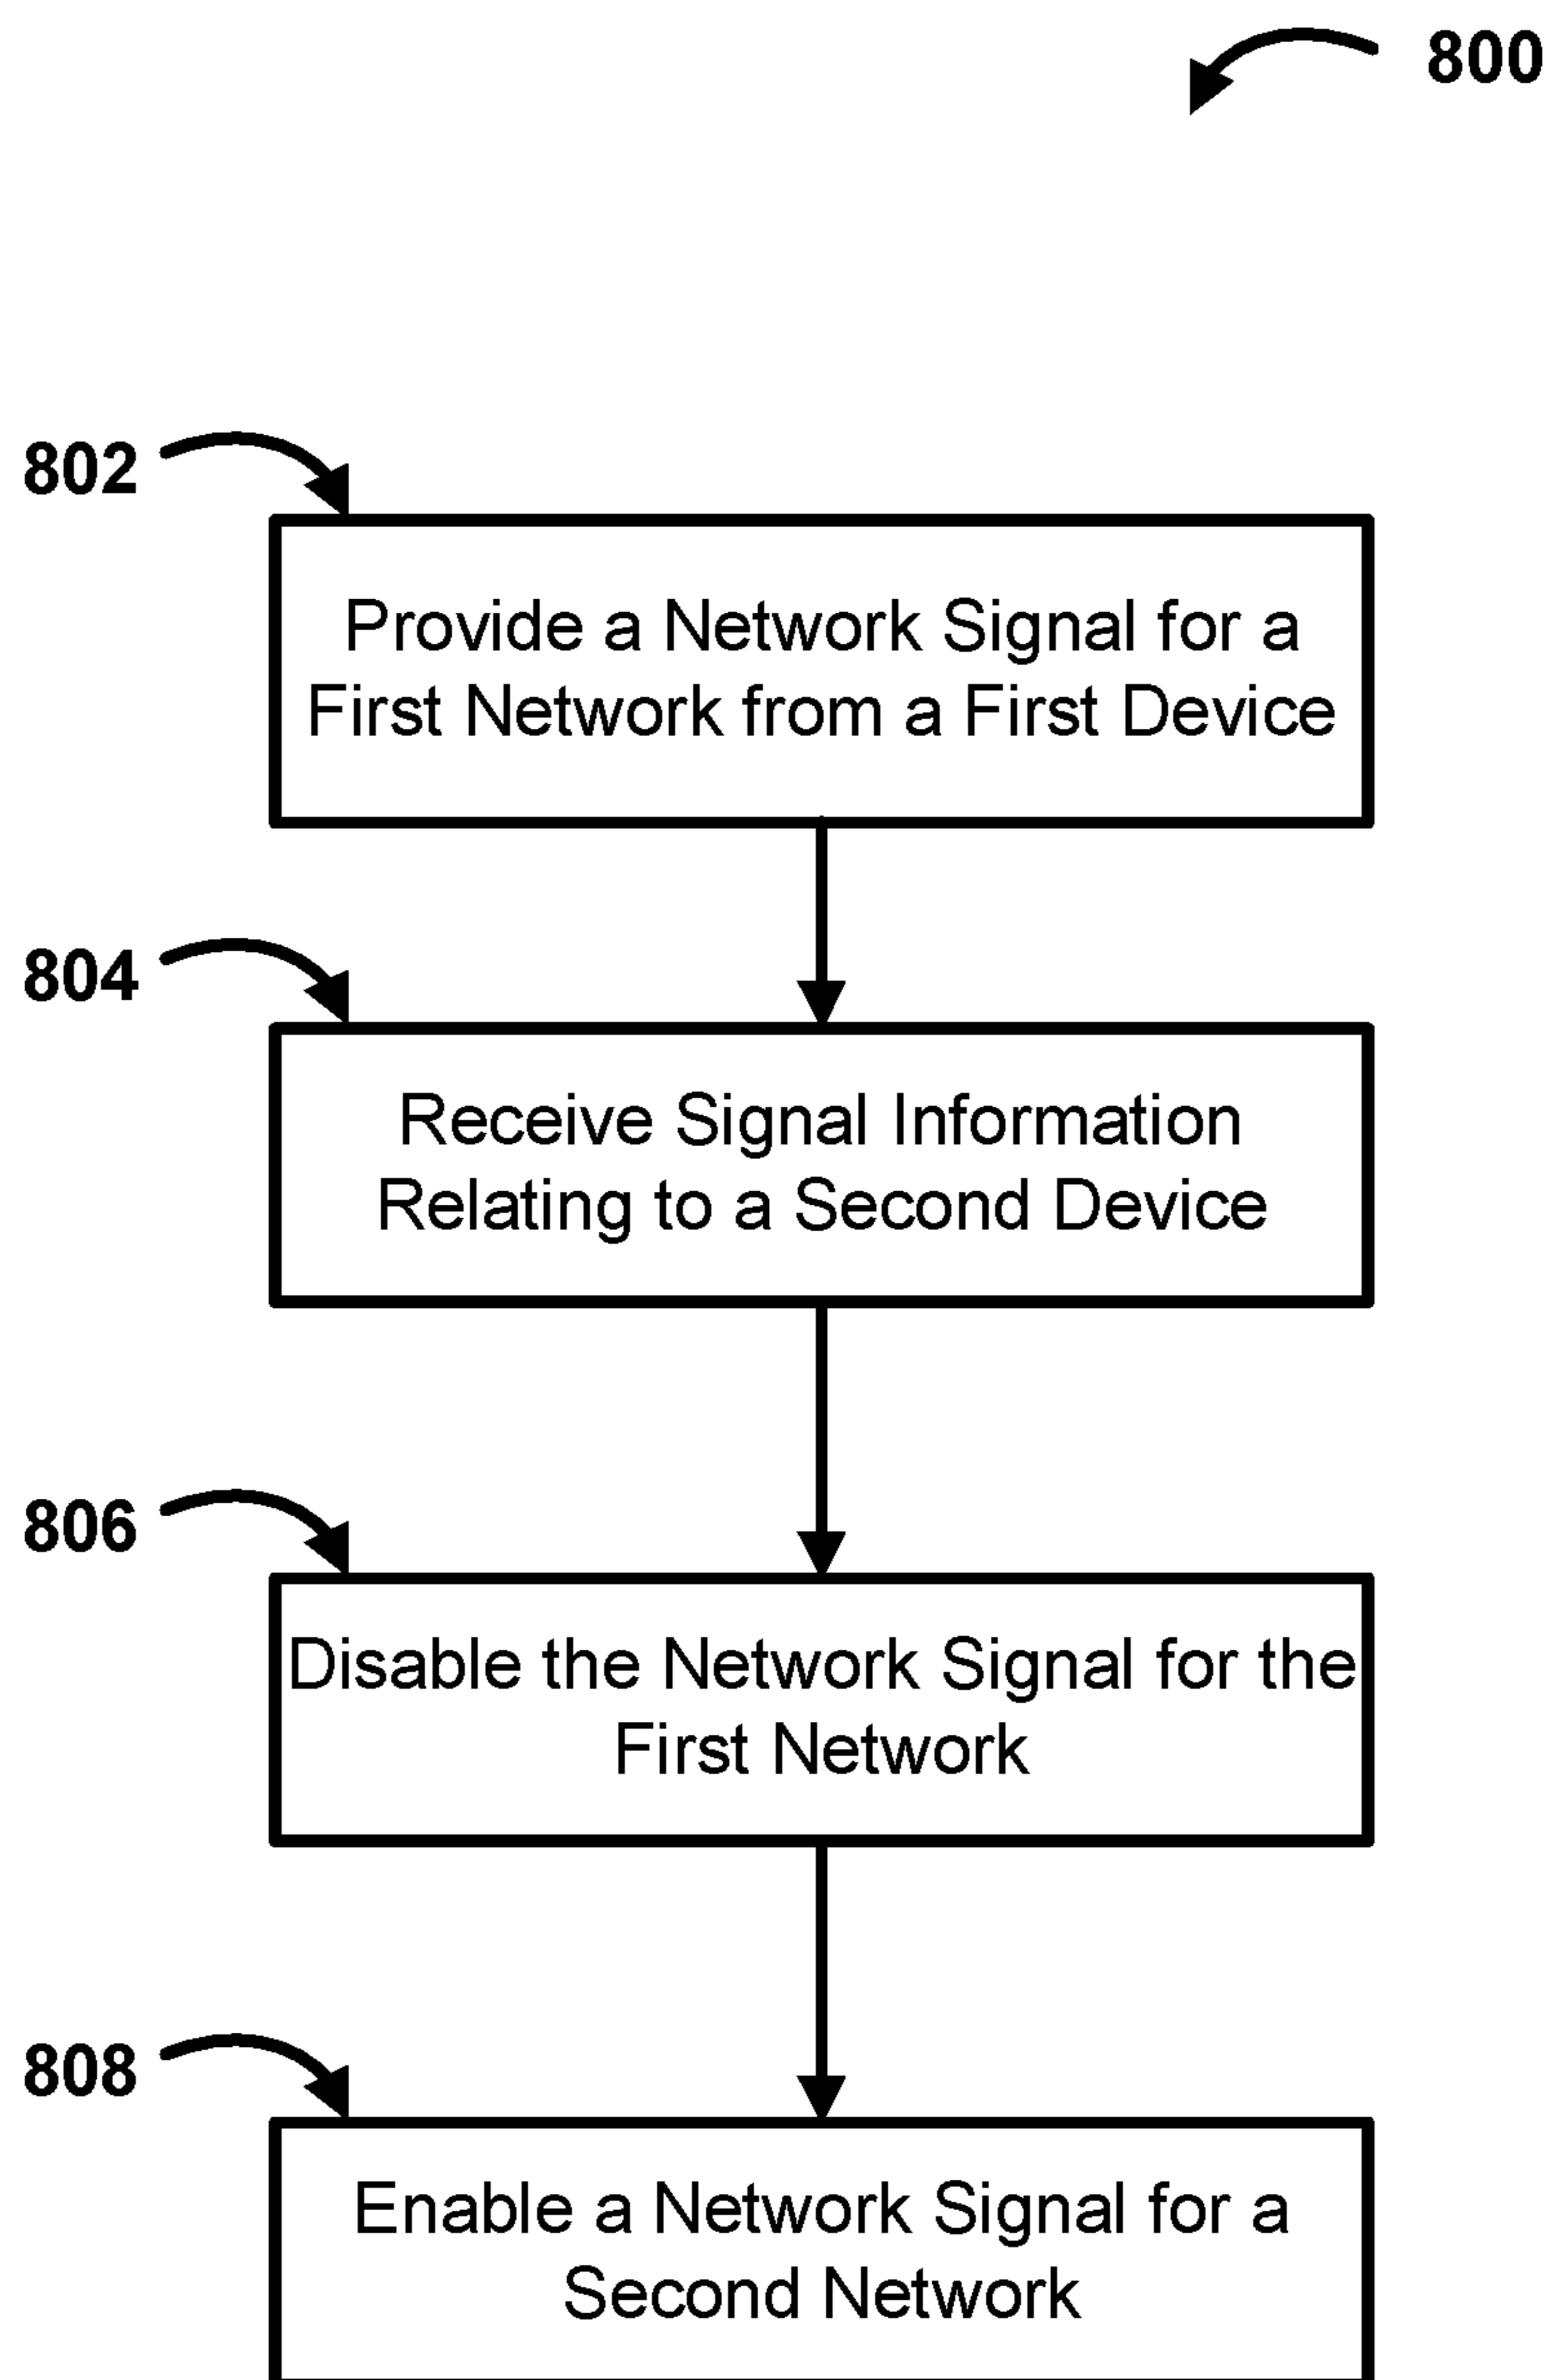 800
802
Provide a Network Signal for a
First Network from a First Device
804
Receive Signal Information
Relating to a Second Device
806
Disable the Network Signal for the
First Network
808
Enable a Network Signal for a
Second Network